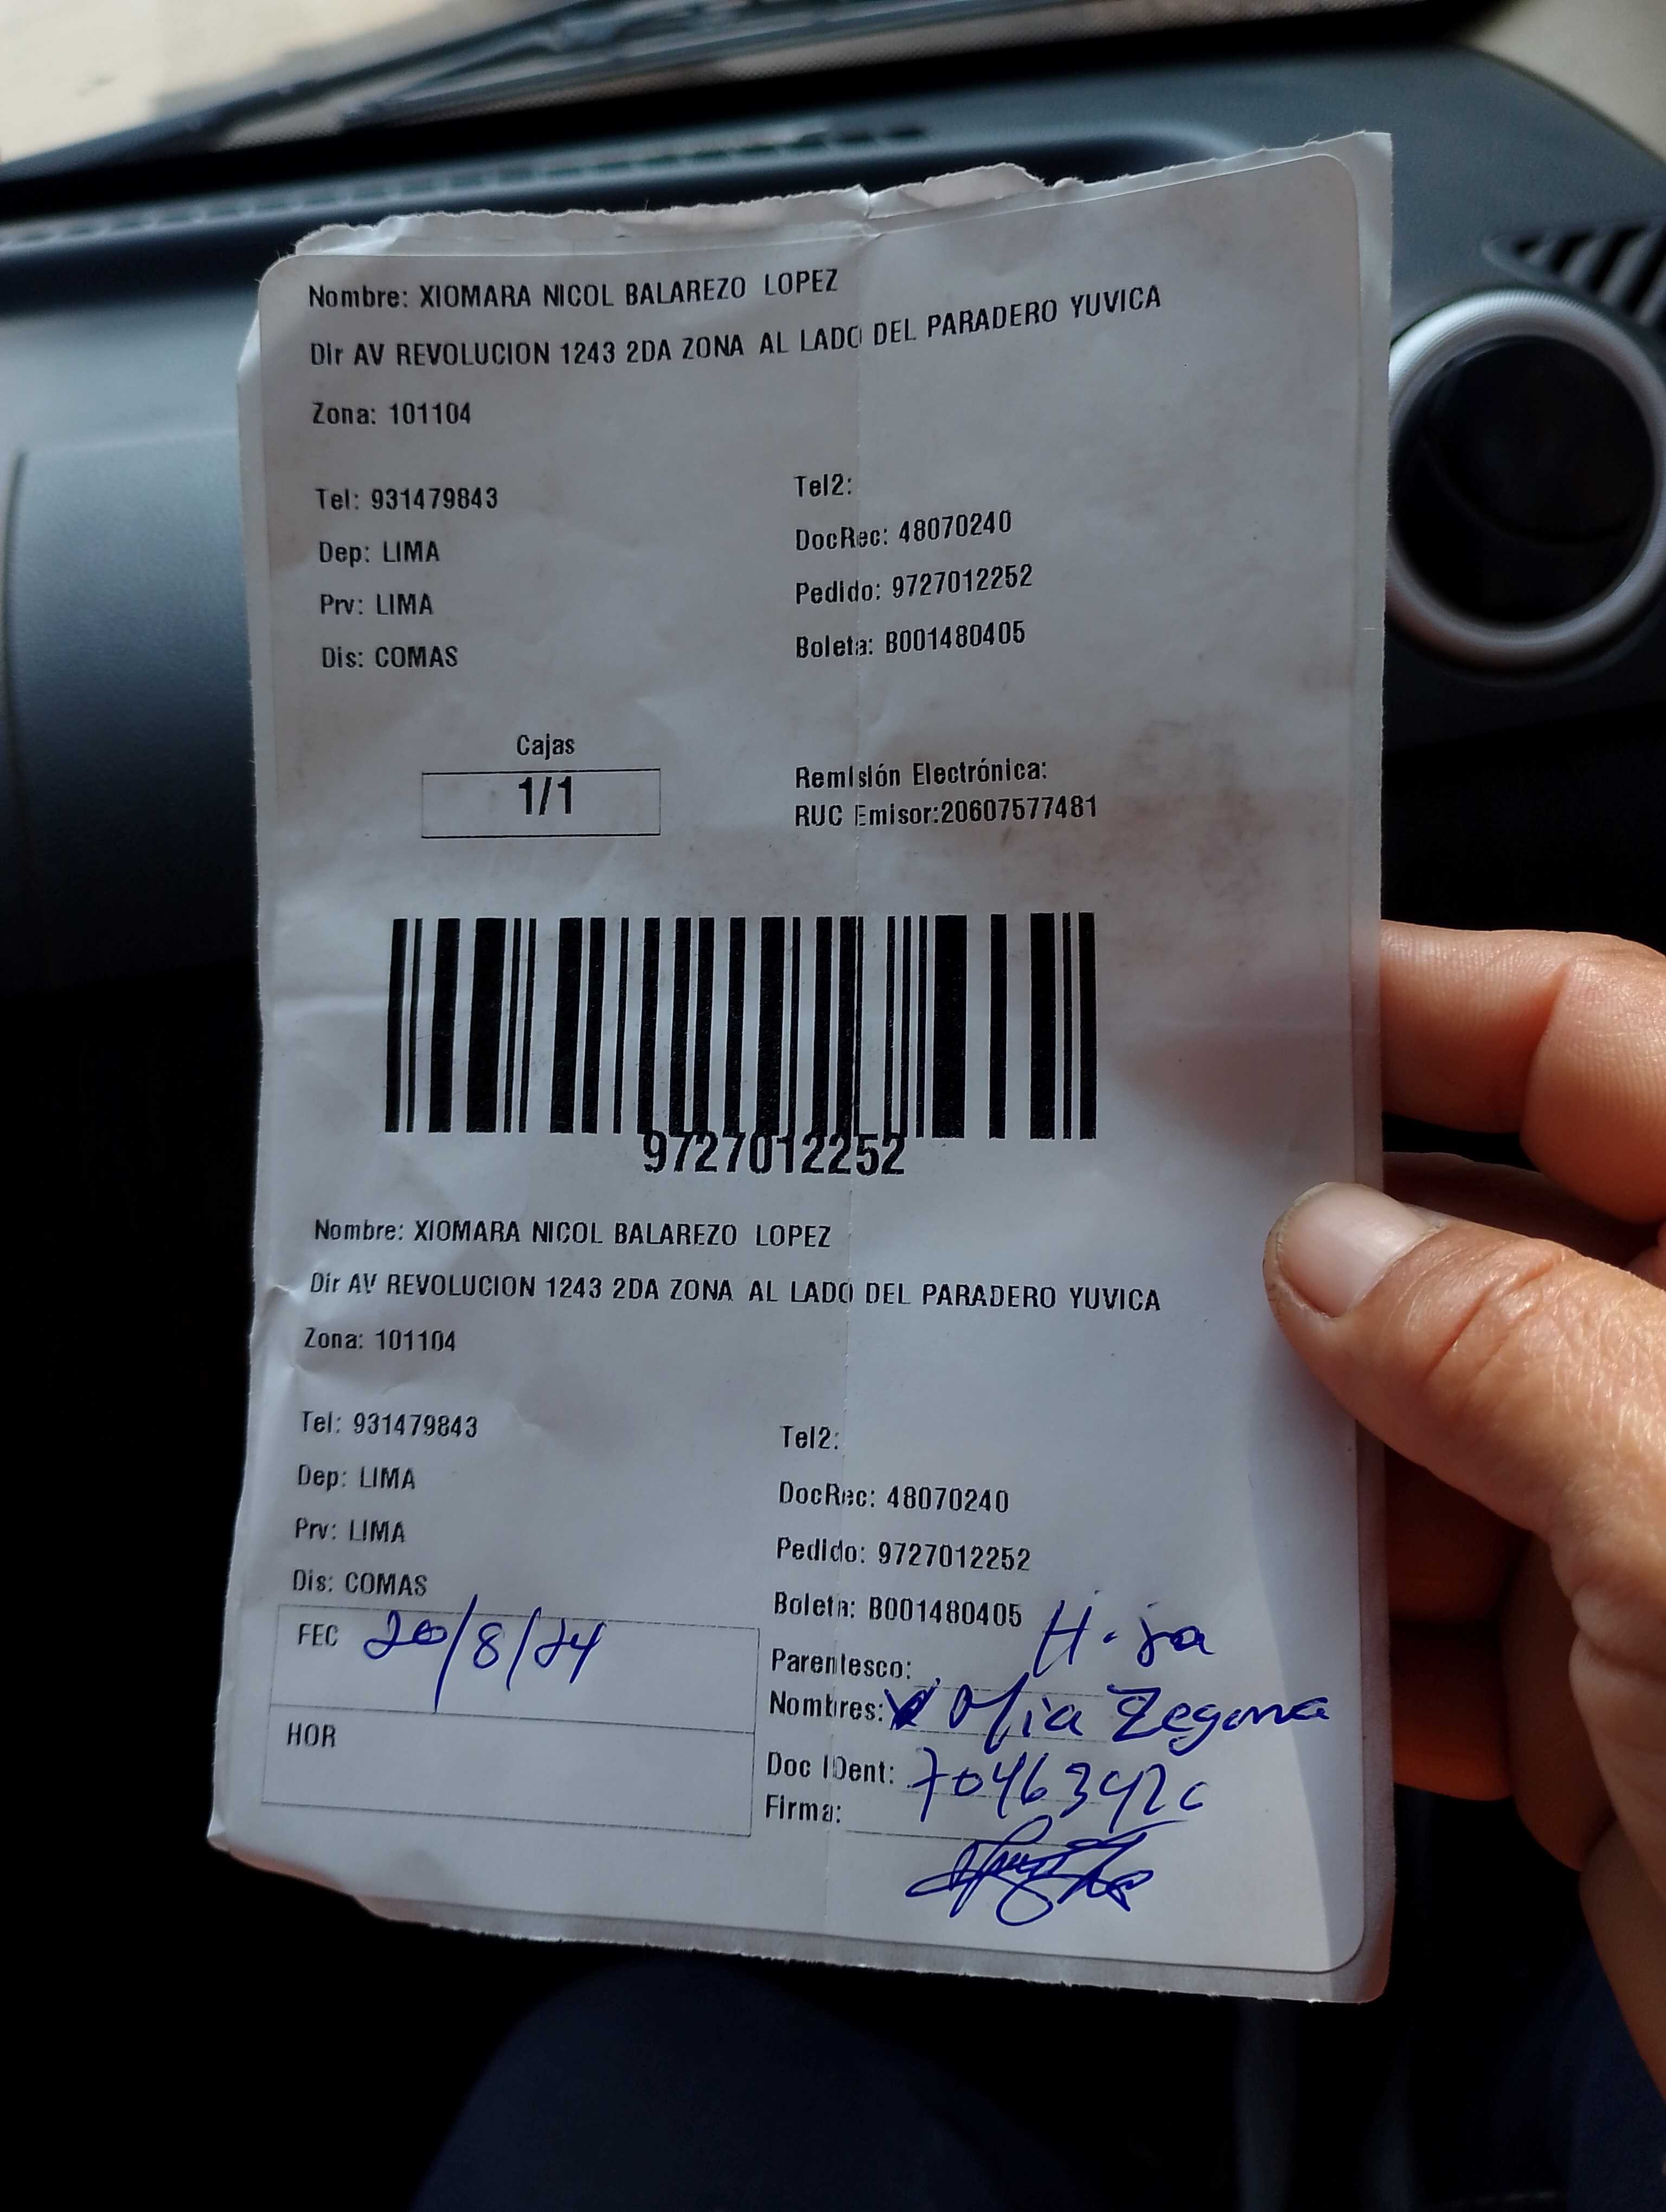 Nombre: XIOMARA NICOL BALAREZO LOPEZ
Dir AV REVOLUCION 1243 2DA ZONA AL LADO DEL PARADERO YUVICA
Zona: 101104
Tel: 931479843
Tel2:
Dep: LIMA
DocRec: 48070240
Prv: LIMA
Pedido: 9727012252
Dis: COMAS
Boleta: B001480405
Cajas
1/1
Remisión Electrónica:
RUC Emisor:20607577481
9727012252
Nombre: XIOMARA NICOL BALAREZO LOPEZ
Dir AV REVOLUCION 1243 2DA ZONA AL LADO DEL PARADERO YUVICA
Zona: 101104
Tel: 931479843
Tel2:
Dep: LIMA
DocRec: 48070240
Prv: LIMA
Pedido: 9727012252
Dis: COMAS
Boleta: B001480405
FEC 20/8/24
Parentesco: Hija
Nombres: Mia Zegarra
HOR
Doc IDent:
Firma: